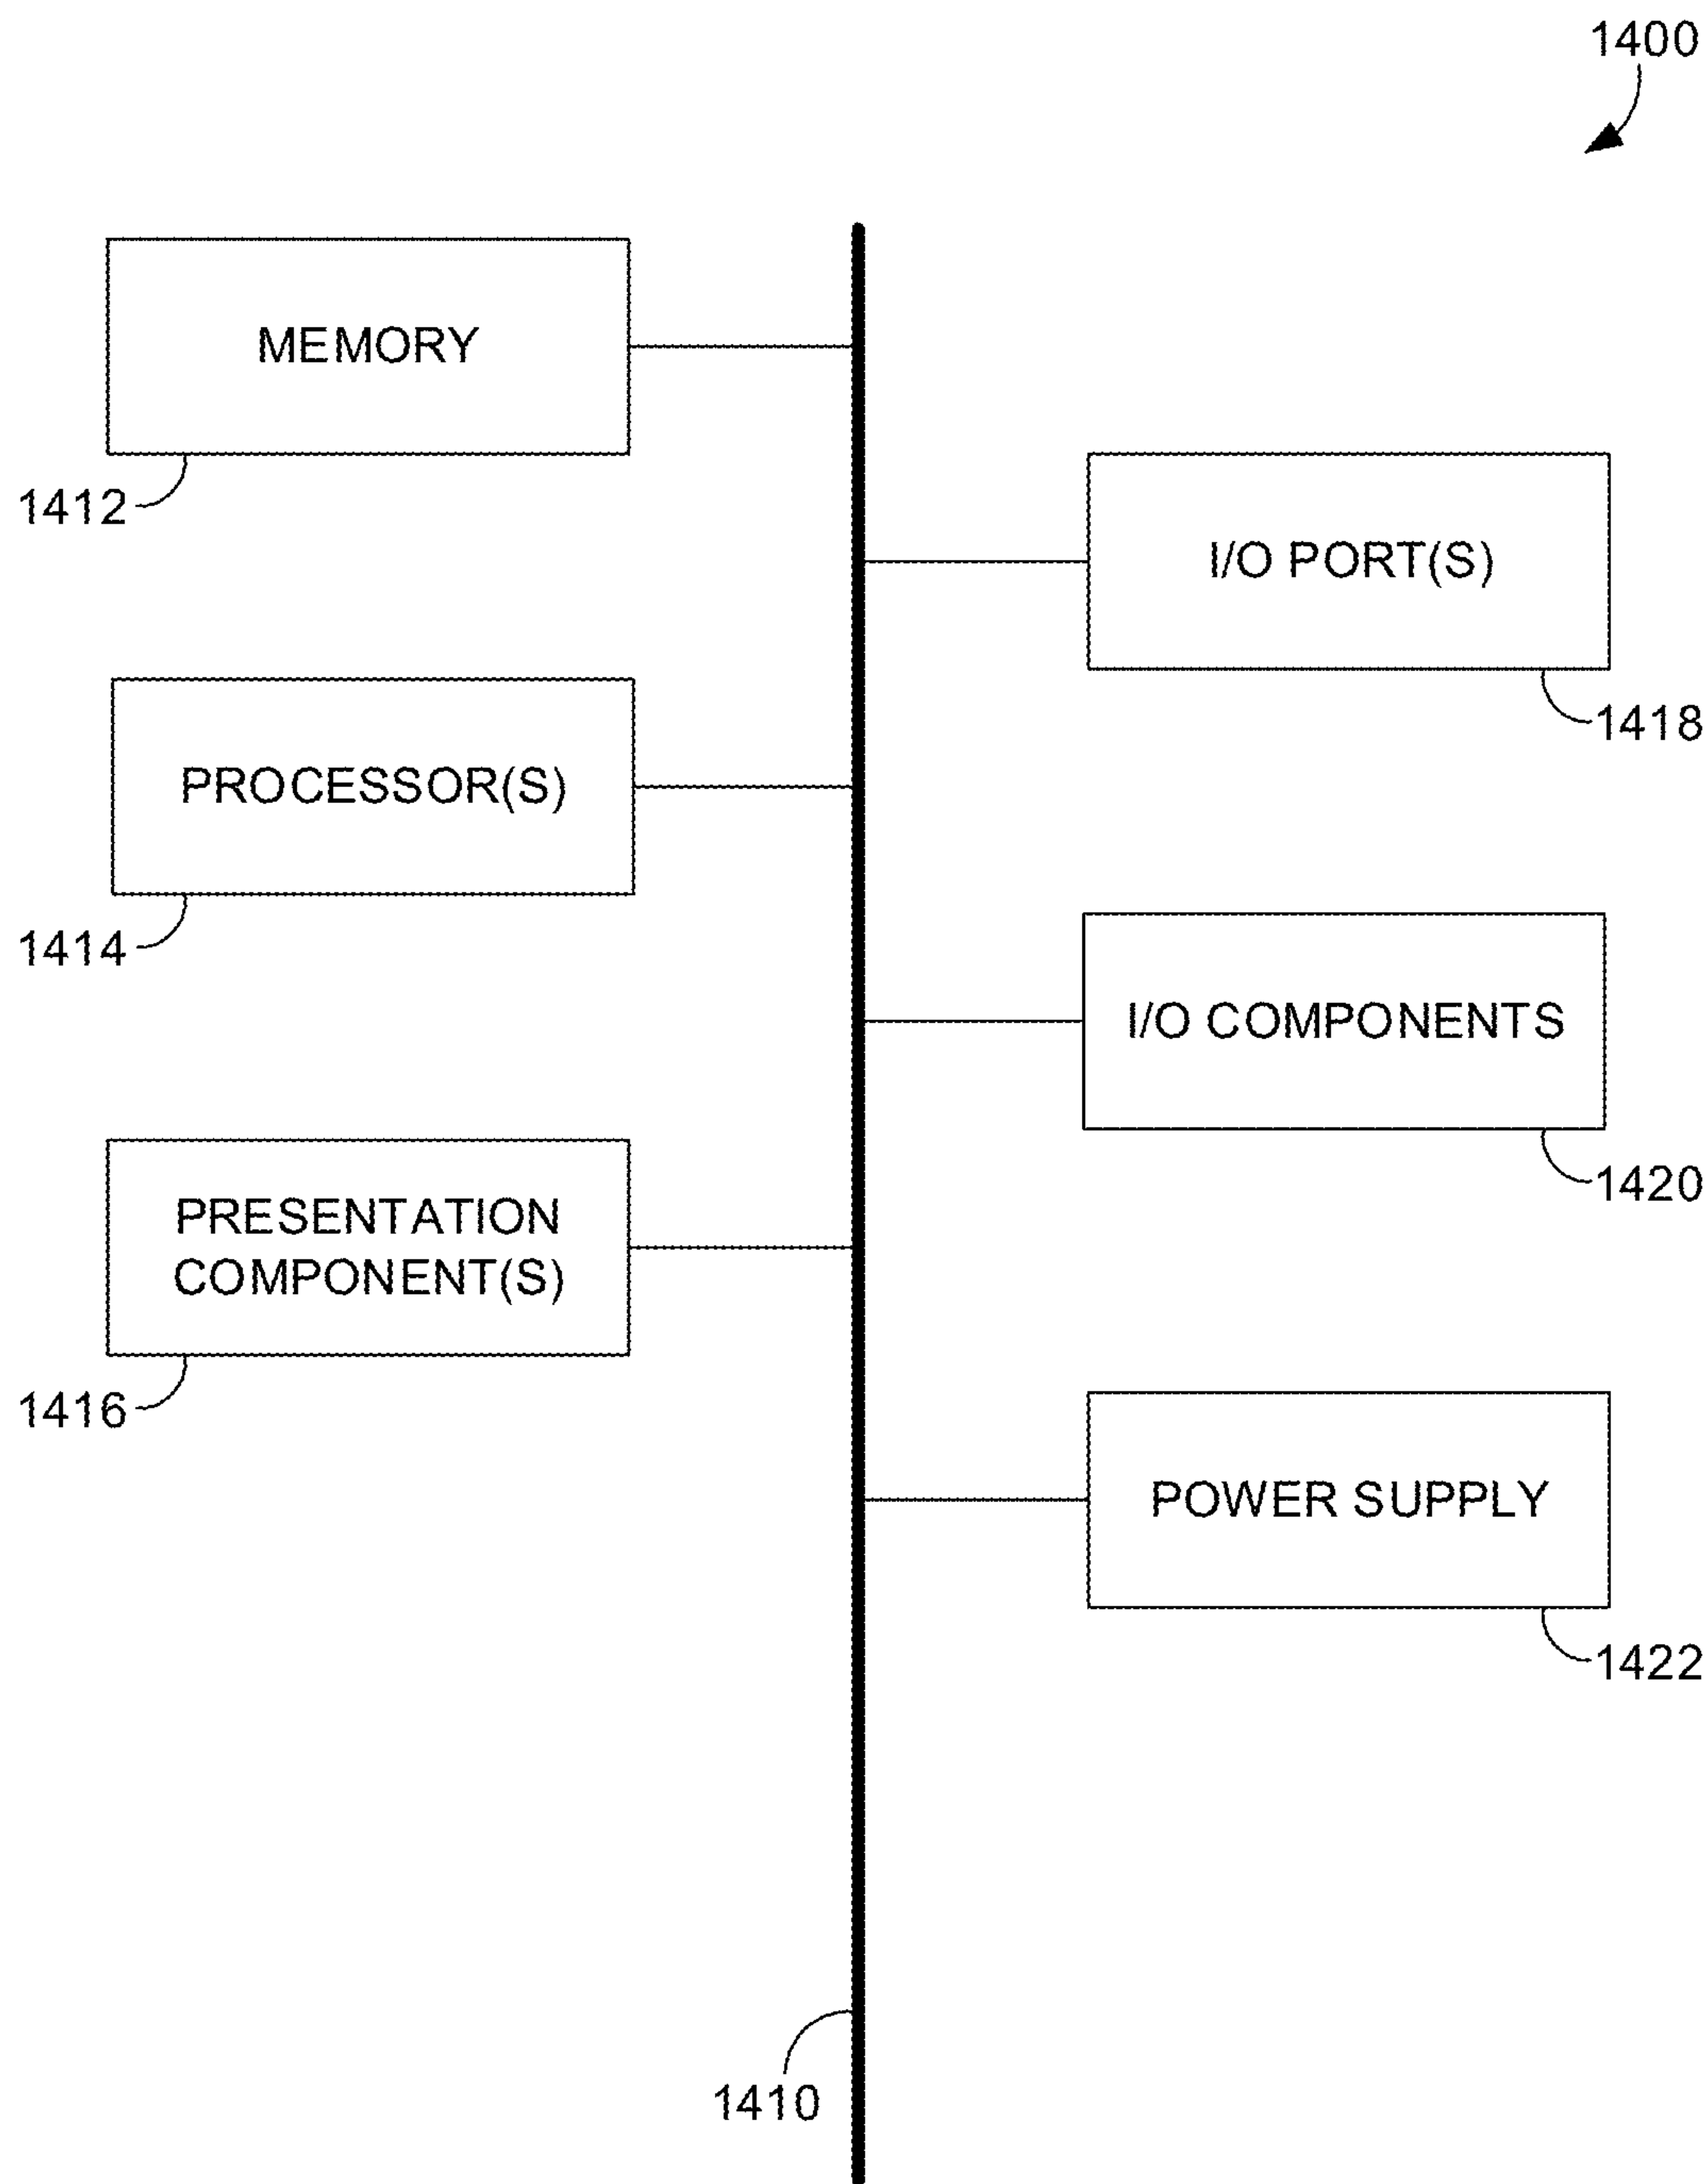 1400
MEMORY
1412
I/O PORT(S)
1418
PROCESSOR(S)
1414
I/O COMPONENTS
1420
PRESENTATION
COMPONENT(S)
1416
POWER SUPPLY
1422
1410